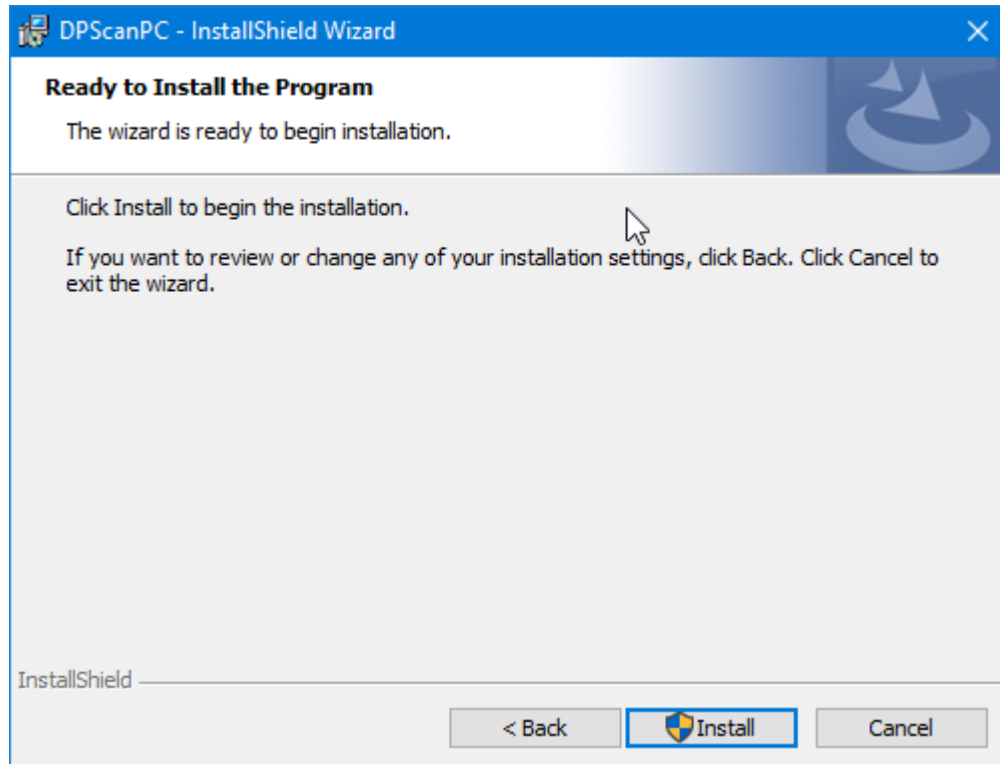 DPScanPC - InstallShield Wizard
Ready to Install the Program
The wizard is ready to begin installation.
Click Install to begin the installation.
If you want to review or change any of your installation settings, click Back. Click Cancel to
exit the wizard.
InstallShield
< Back
Install
Cancel